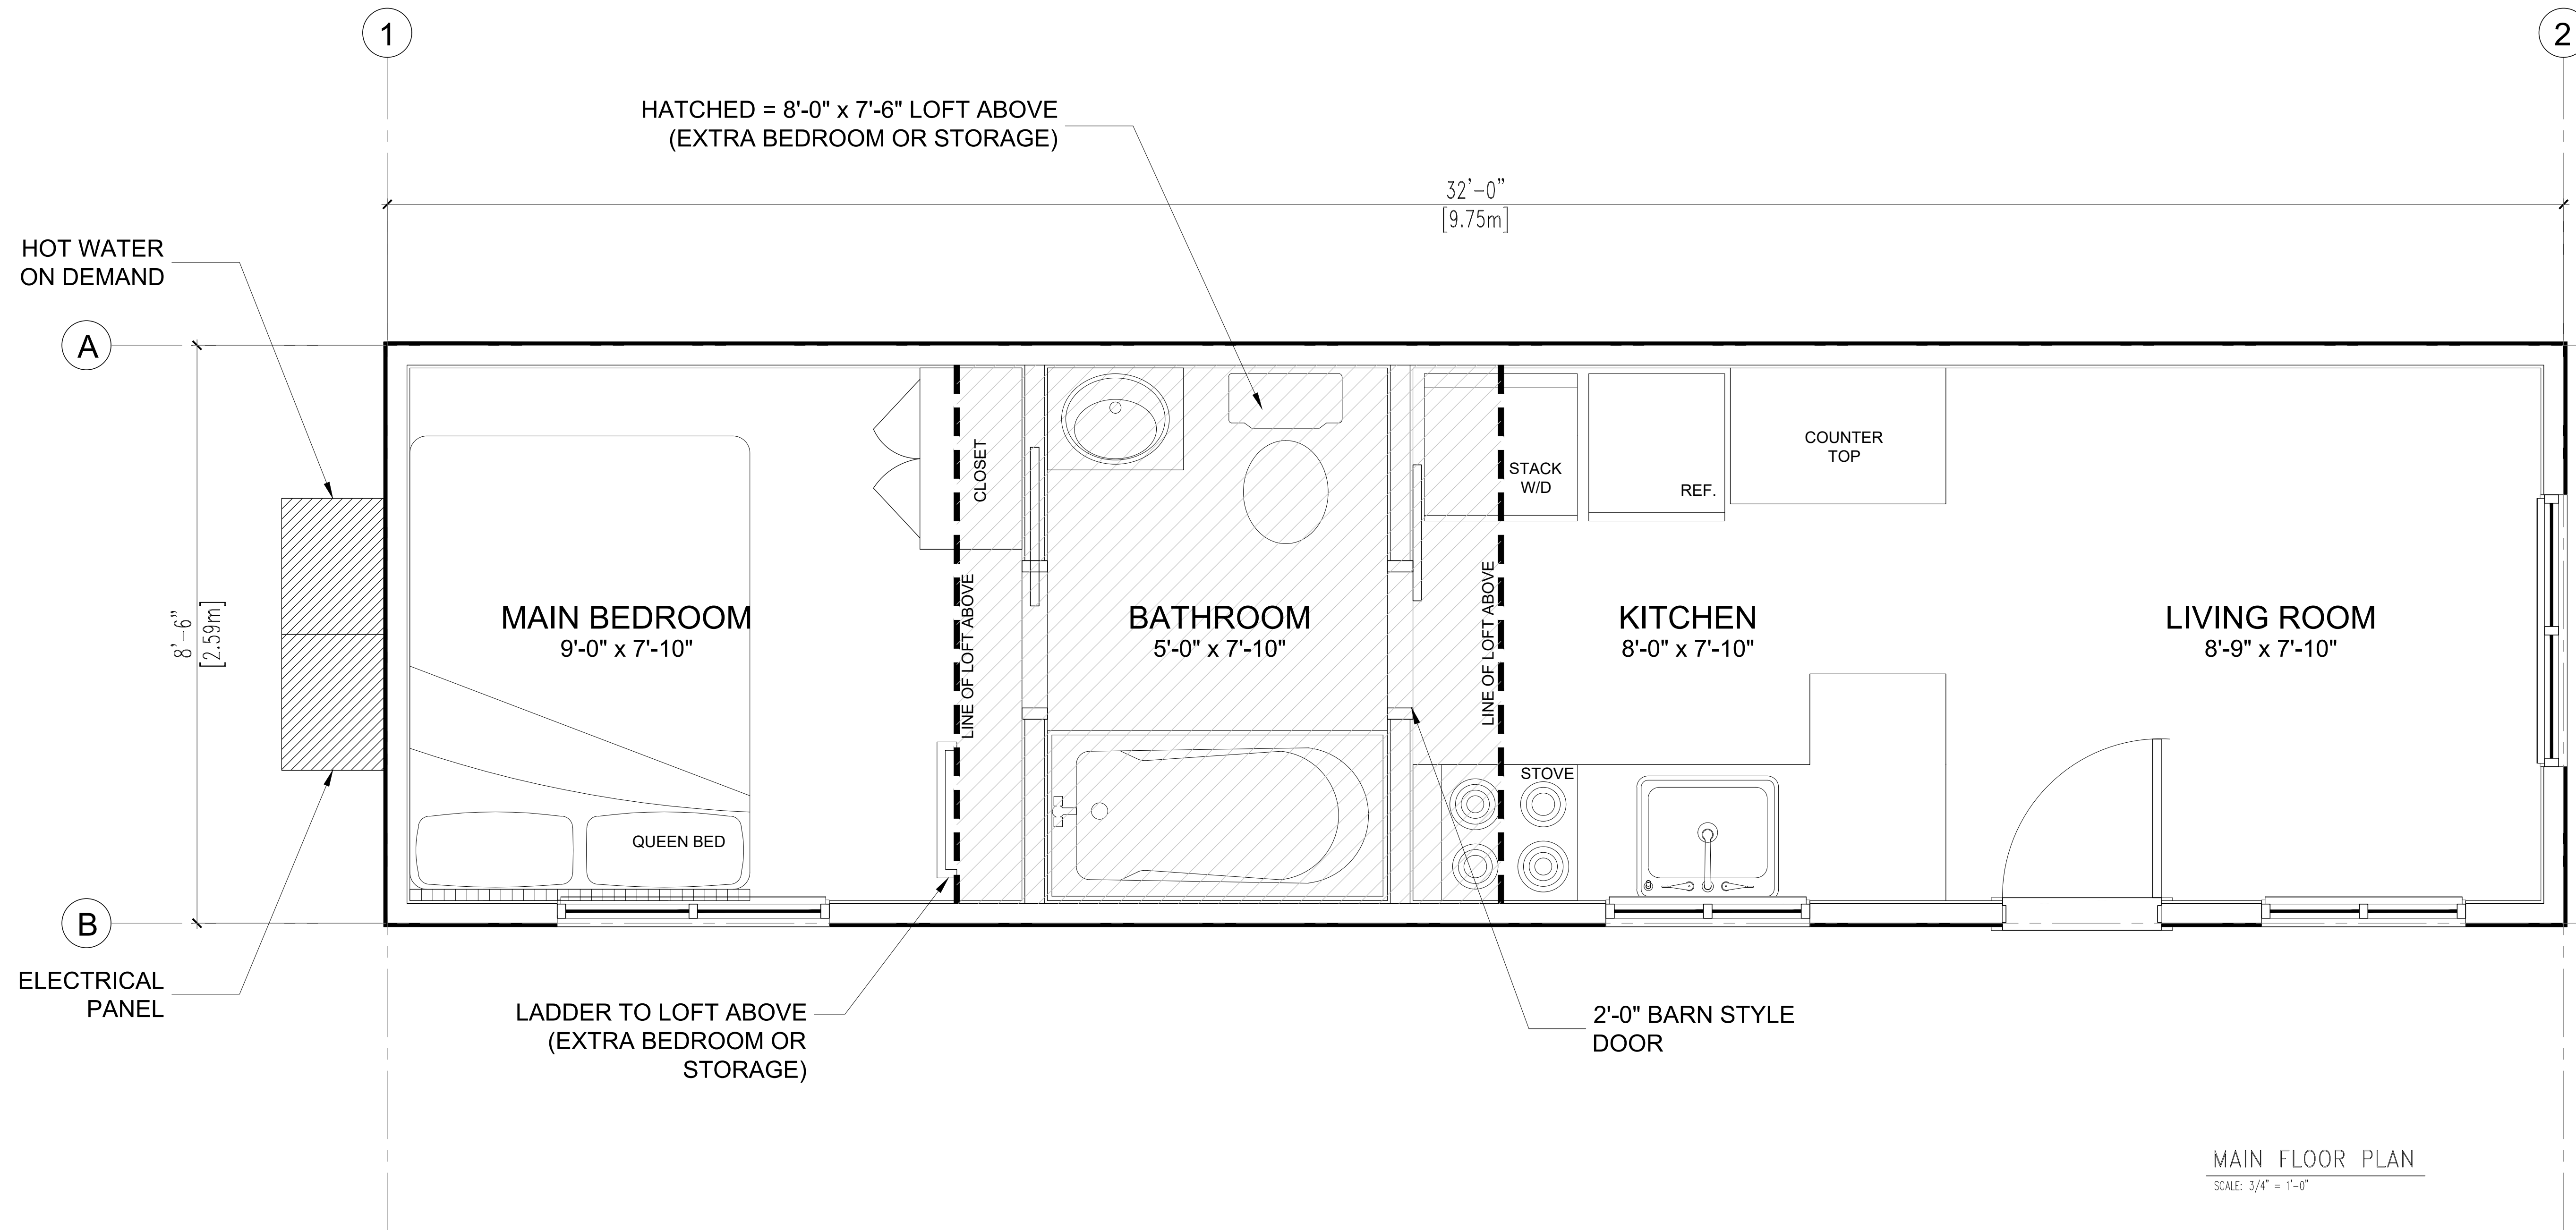 1
2
HATCHED = 8'-0" x 7'-6" LOFT ABOVE
(EXTRA BEDROOM OR STORAGE)
32'-0"
[9.75m]
HOT WATER
ON DEMAND
A
8'-6"
[2.59m]
CLOSET
LINE OF LOFT ABOVE
STACK
W/D
REF.
COUNTER
TOP
LINE OF LOFT ABOVE
MAIN BEDROOM
9'-0" x 7'-10"
BATHROOM
5'-0" x 7'-10"
KITCHEN
8'-0" x 7'-10"
LIVING ROOM
8'-9" x 7'-10"
STOVE
QUEEN BED
B
ELECTRICAL
PANEL
LADDER TO LOFT ABOVE
(EXTRA BEDROOM OR
STORAGE)
2'-0" BARN STYLE
DOOR
MAIN FLOOR PLAN
SCALE: 3/4" = 1'-0"